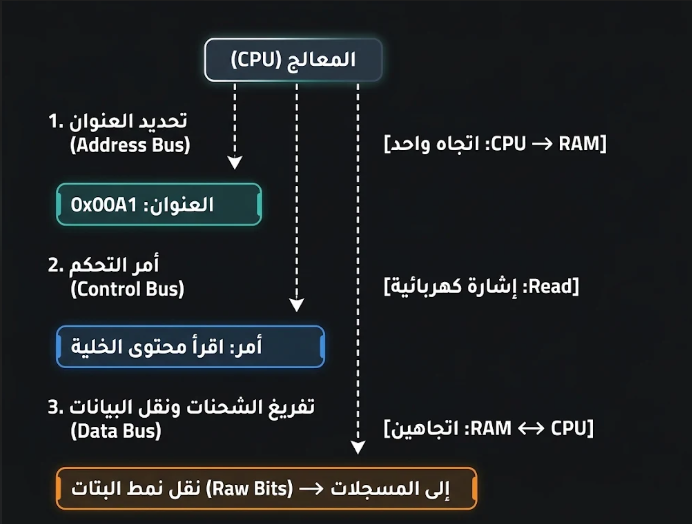 المعالج (CPU)
1. تحديد العنوان
(Address Bus)
[اتجاه واحد: CPU → RAM]
العنوان: 0x00A1
2. أمر التحكم
(Control Bus)
[إشارة كهربائية: Read]
أمر: اقرأ محتوى الخلية
3. تفريغ الشحنات ونقل البيانات
(Data Bus)
[اتجاهين: RAM ↔ CPU]
نقل نمط البتات (Raw Bits) → إلى المسجلات